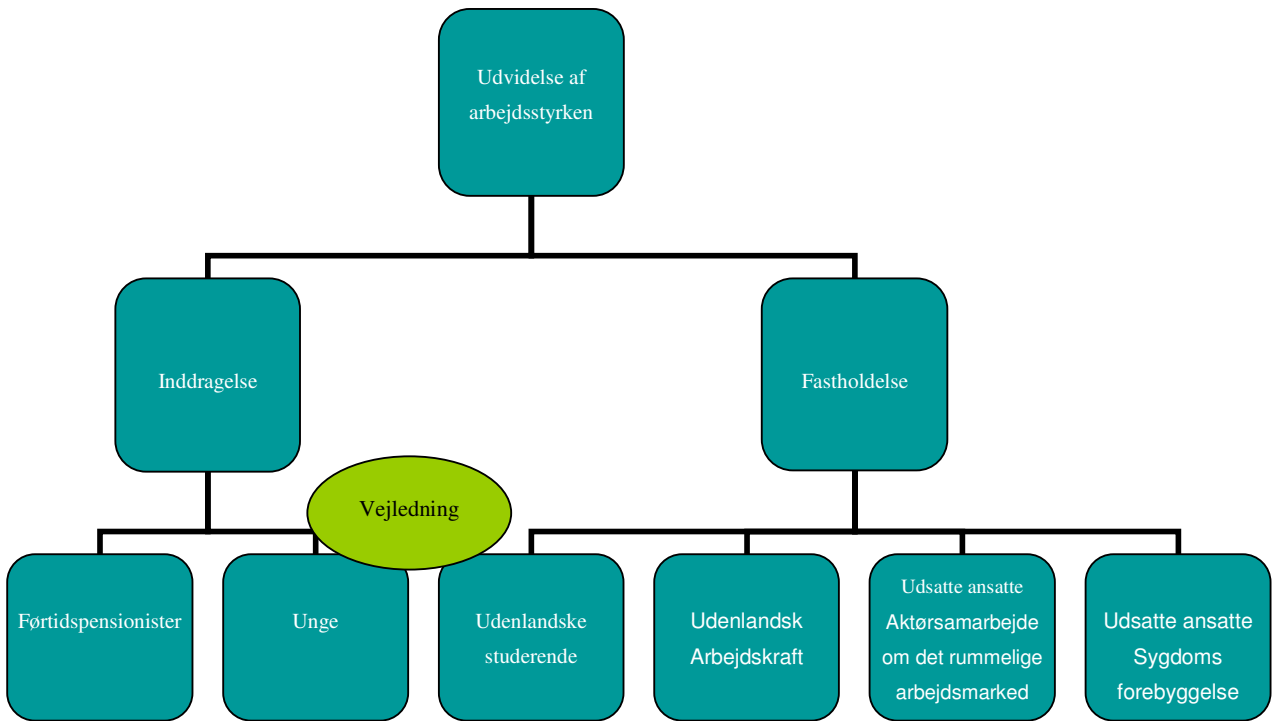 Udvidelse af
arbejdsstyrken
Inddragelse
Fastholdelse
Vejledning
Førtidspensionister
Unge
Udenlandske
studerende
Udenlandsk
Arbejdskraft
Udsatte ansatte
Aktørsamarbejde
om det rummelige
arbejdsmarked
Udsatte ansatte
Sygdoms
forebyggelse